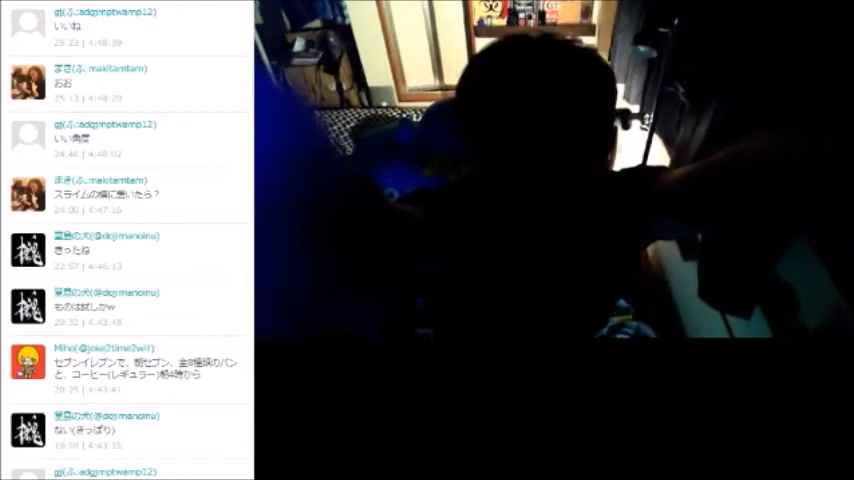 gj(ふ:adgjmptwamp12)
いいね
25:23 | 4:48:39
まき(ふ:makitamtam)
おお
25:13 | 4:48:29
gj(ふ:adgjmptwamp12)
いい角度
24:46 | 4:48:02
まき(ふ:makitamtam)
スライムの横に置いたら?
24:00 | 4:47:16
堂島の犬(@dojimanoinu)
きったね
22:57 | 4:46:13
堂島の犬(@dojimanoinu)
ものは試しかw
20:32 | 4:43:48
Miho(@joke2time2will)
セブンイレブンで、朝セブン、全8種類のパン
と、コーヒー(レギュラー)朝4時から
20:25 | 4:43:41
堂島の犬(@dojimanoinu)
ない(きっぱり)
19:59 | 4:43:15
gj(ふ:adgjmptwamp12)